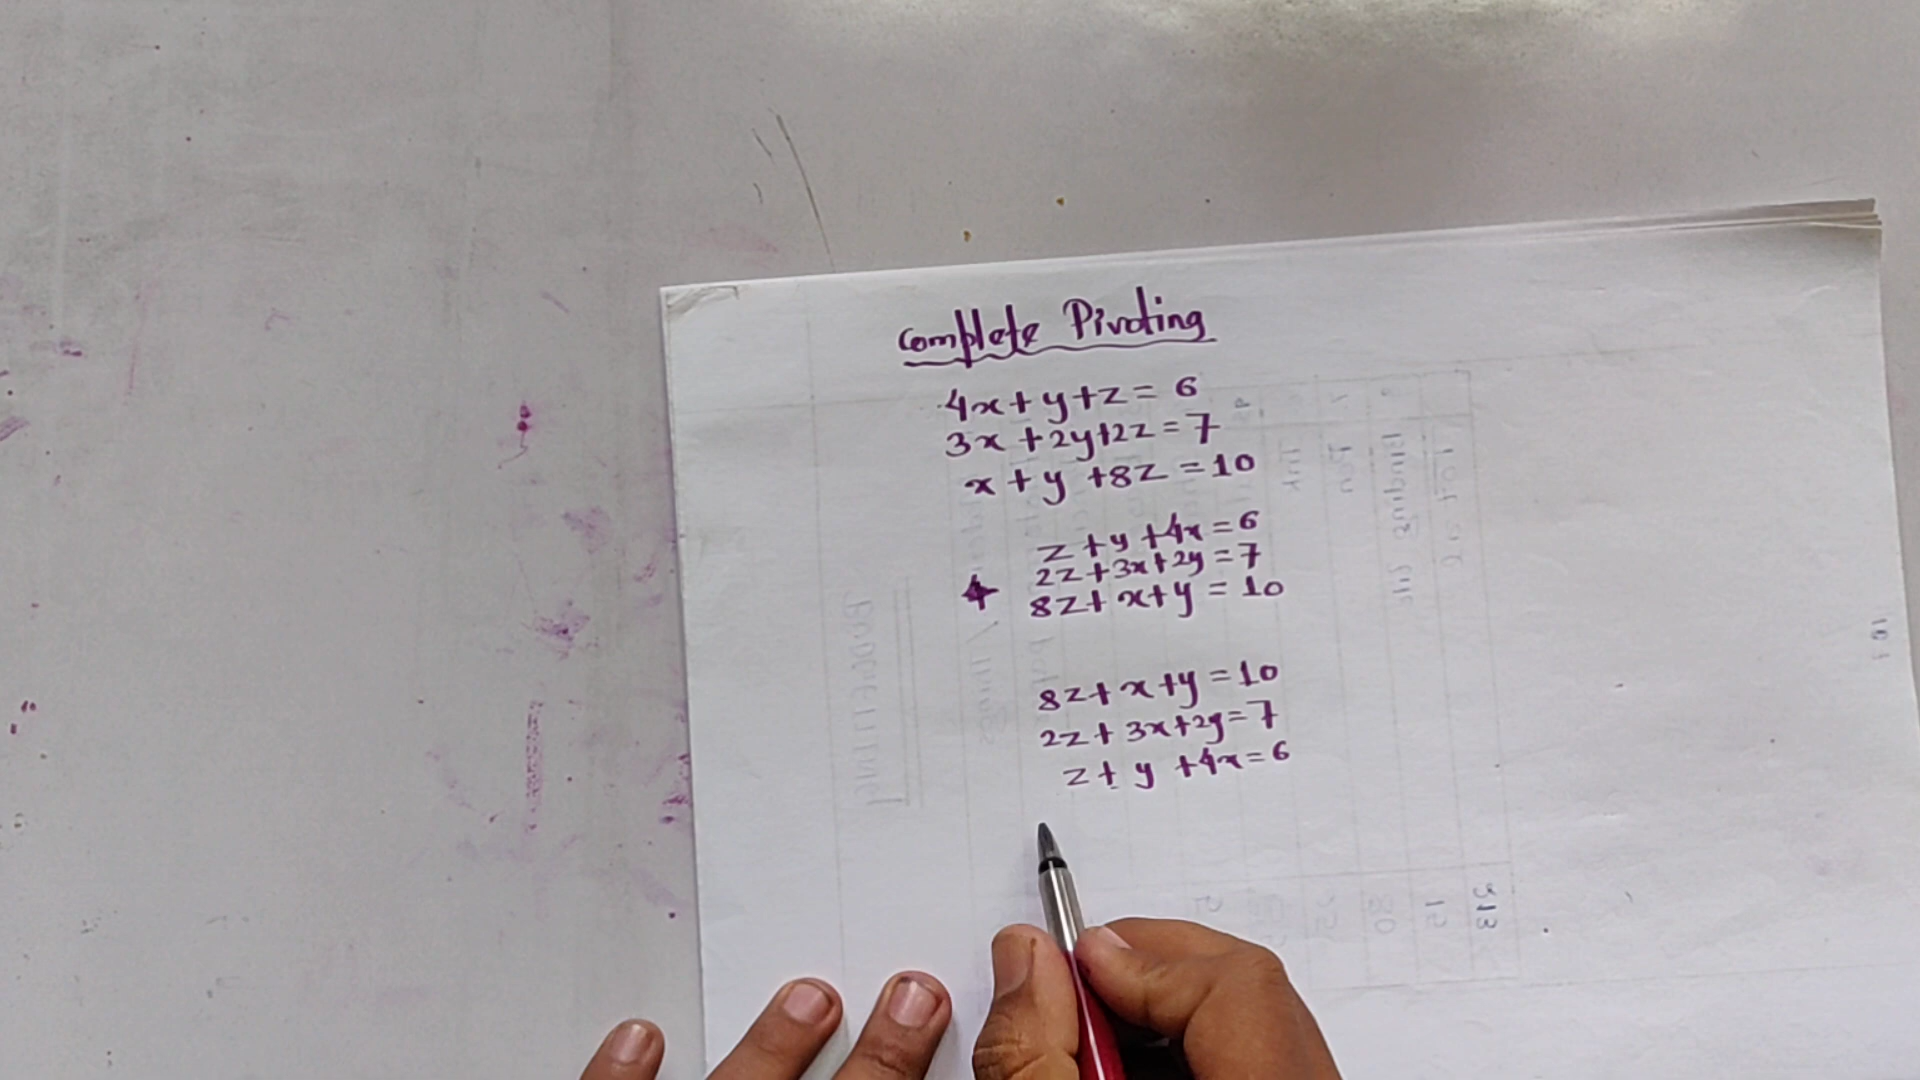 Complete Pivoting
4x+y+z= 6
3x+2y+2z=7
x+y+8z=10
z+y+4x=6
2z+3x+2y=7
8z+x+y=10
8z+x+y=10
2z+3x+2y=7
z+y+4x=6